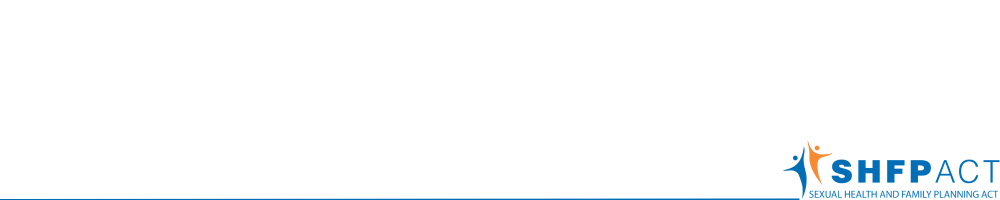 SHFPACT
SEXUAL HEALTH AND FAMILY PLANNING ACT